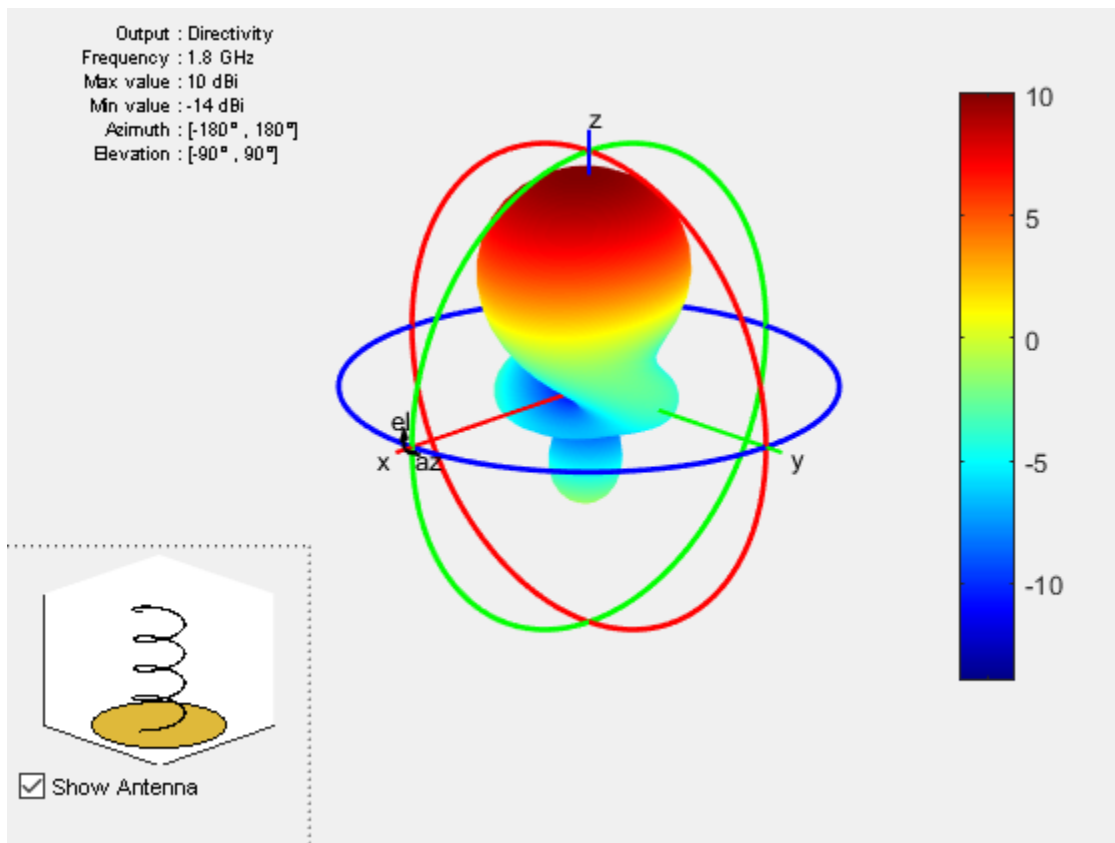 Output : Directivity
Frequency : 1.8 GHz
Max value : 10 dBi
Min value : -14 dBi
Azimuth : [-180° , 180°]
Elevation : [-90° , 90°]
z
el
x
az
y
10
5
0
-5
-10
Show Antenna